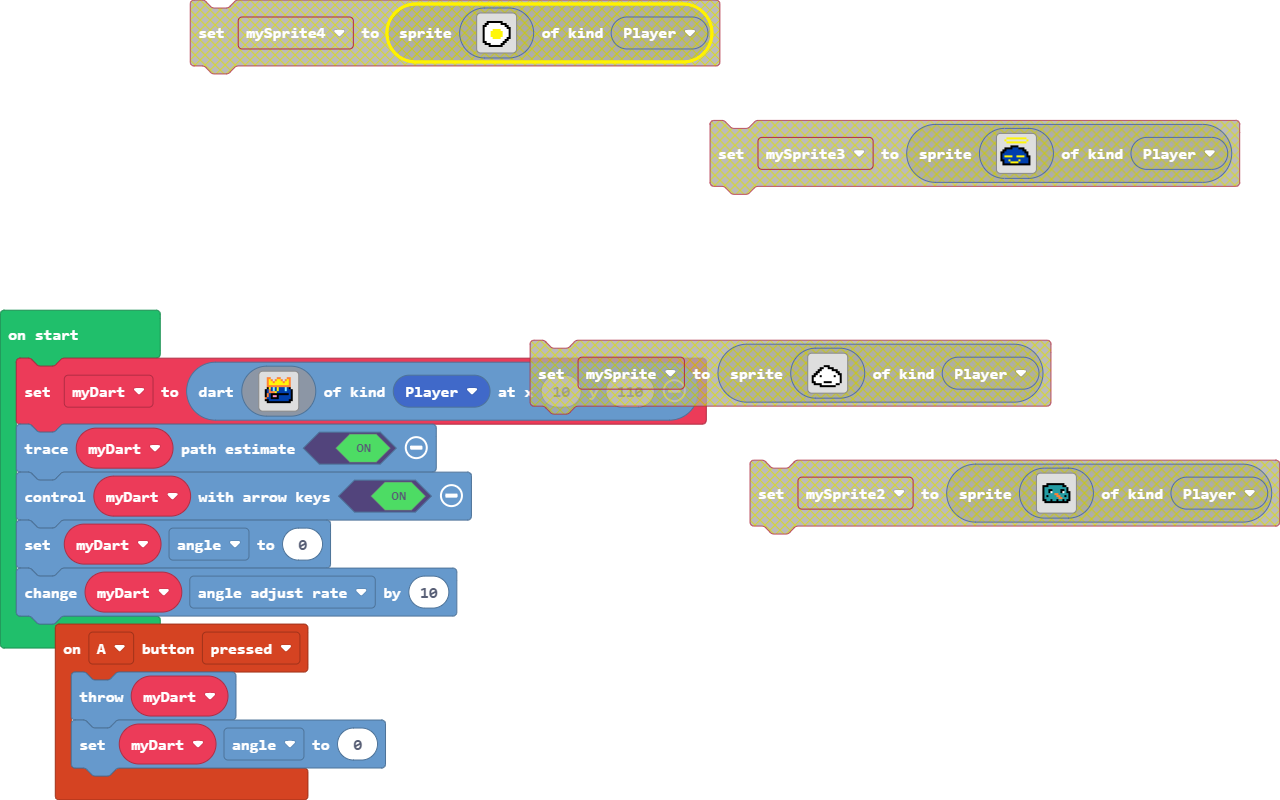 set mySprite4 to sprite of kind Player
set mySprite3 to sprite of kind Player
on start
set mySprite to sprite of kind Player
set myDart to dart of kind Player at x 10 y 110
trace myDart path estimate ON
control myDart with arrow keys ON
set mySprite2 to sprite of kind Player
set myDart angle to 0
change myDart angle adjust rate by 10
on A button pressed
throw myDart
set myDart angle to 0